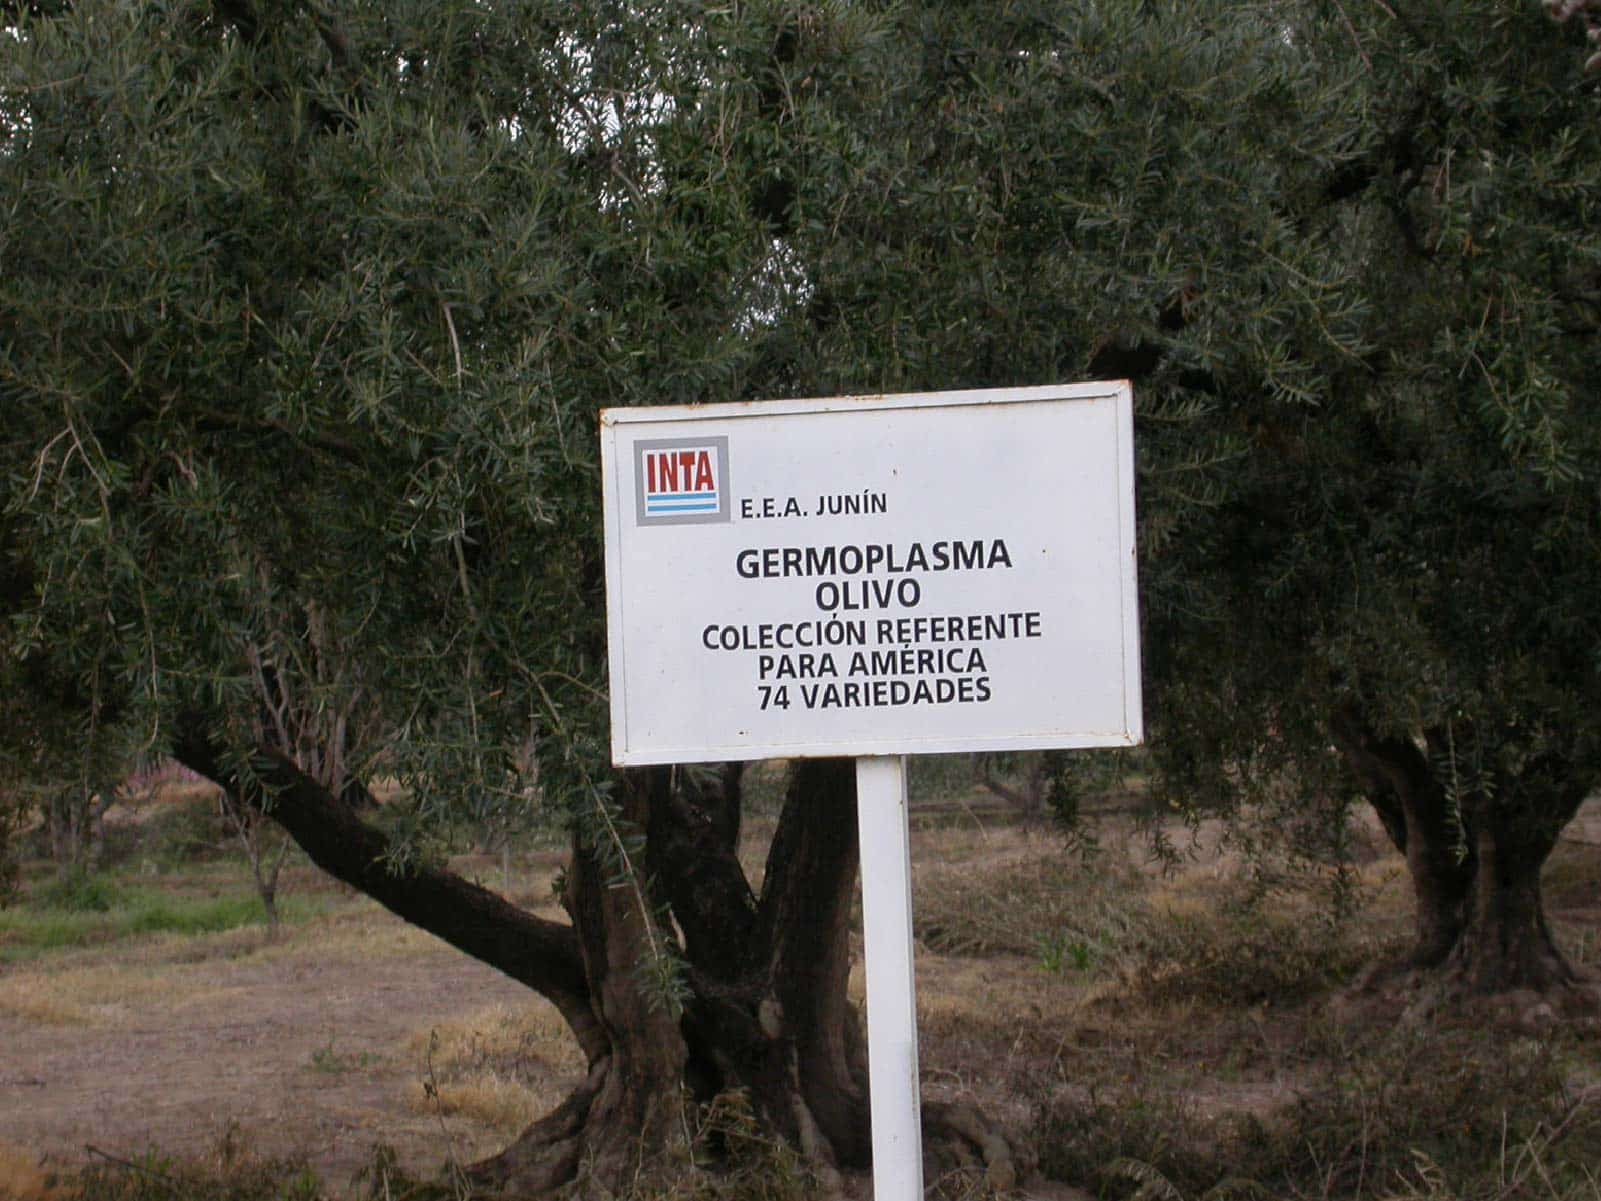 INTA
E.E.A. JUNÍN
GERMOPLASMA
OLIVO
COLECCIÓN REFERENTE
PARA AMÉRICA
74 VARIEDADES